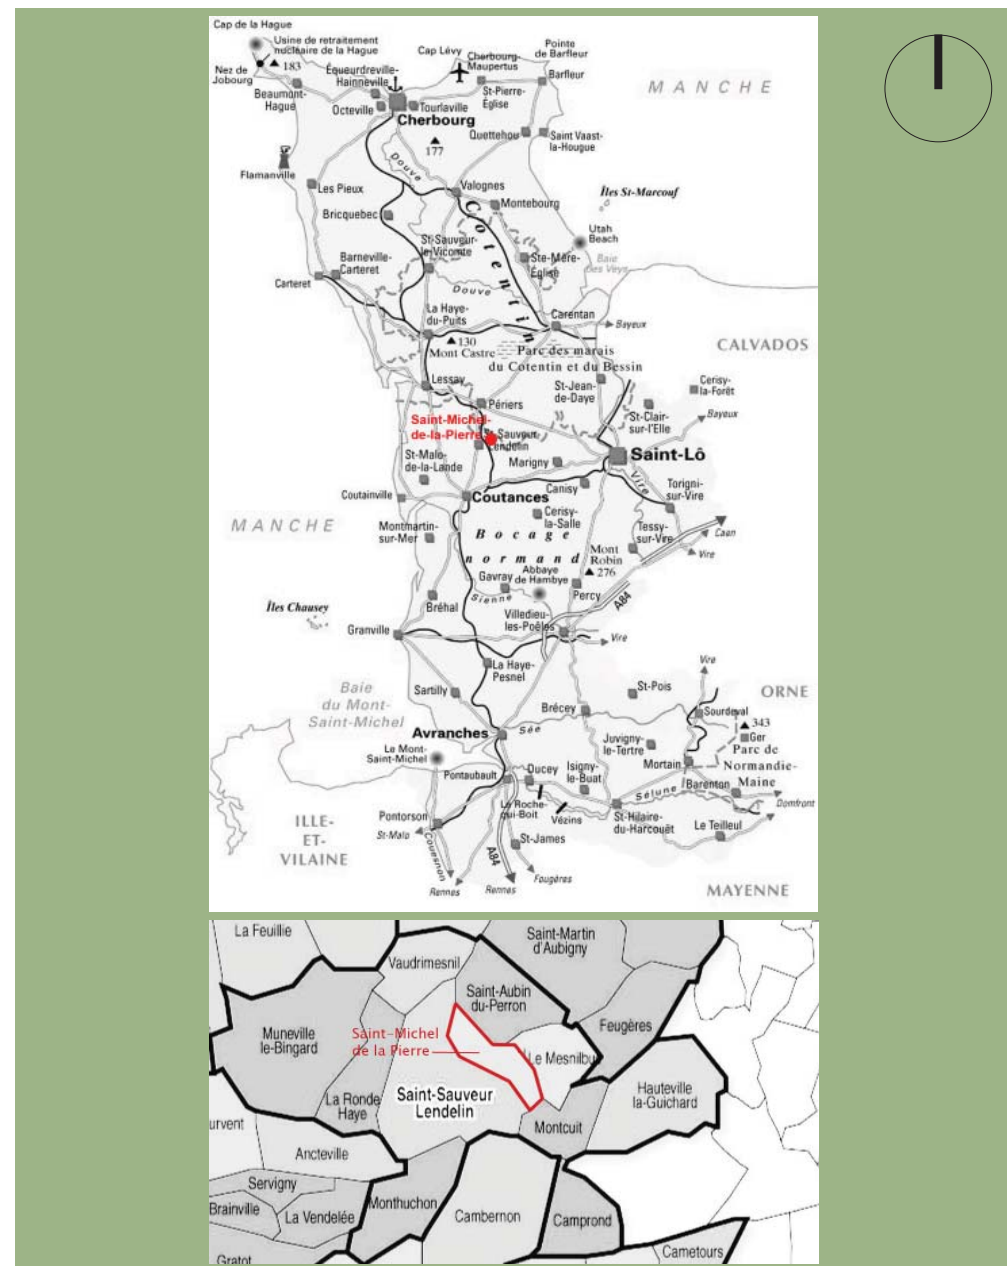 Cap de la Hague
Usine de retraitement
nucléaire de la Hague
183
Nez de
Jobourg
Beaumont-
Hague
Équeurdreville-
Hainneville
Octeville
Tourlaville
Cherbourg
Cap Lévy
Cherbourg-
Maupertus
Pointe
de Barfleur
Barfleur
St-Pierre-
Église
MANCHE
Quettehou
Saint Vaast-
la-Hougue
177
Flamanville
Les Pieux
Douve
Valognes
Montebourg
Îles St-Marcouf
Bricquebec
Cotentin
Utah
Beach
St-Sauveur-
le-Vicomte
Ste-Mère-
Église
Baie
des Veys
Barneville-
Carteret
Carteret
Douve
La Haye-
du-Puits
Carentan
Bayeux
130
Mont Castre
Parc des marais
du Cotentin et du Bessin
CALVADOS
Lessay
Périers
St-Jean-
de-Daye
Cerisy-
la-Forêt
Saint-Michel-
de-la-Pierre
St-Sauveur-
Lendelin
St-Clair-
sur-l'Elle
Bayeux
St-Malo-
de-la-Lande
Marigny
Saint-Lô
Coutainville
Coutances
Canisy
Vire
Torigni-
sur-Vire
Cerisy-
la-Salle
MANCHE
Montmartin-
sur-Mer
Bocage
normand
Tessy-
sur-Vire
Caen
Vire
Mont
Robin
276
Gavray
Abbaye
de Hambye
Percy
Sienne
A84
Îles Chausey
Bréhal
Villedieu-
les-Poêles
Granville
Vire
La Haye-
Pesnel
Vire
Baie
du Mont-
Saint-Michel
Sartilly
St-Pois
ORNE
Brécey
Sourdeval
343
Ger
Avranches
Sée
Juvigny-
le-Tertre
Parc de
Normandie-
Maine
Le Mont-
Saint-Michel
Mortain
Pontaubault
Ducey
Isigny-
le-Buat
Barenton
Sélune
Domfront
La Roche-
qui-Boit
Vézins
St-Hilaire-
du-Harcouët
Le Teilleul
Pontorson
ILLE-
ET-
VILAINE
St-Malo
Couesnon
St-James
A84
Fougères
Rennes
Rennes
MAYENNE
La Feuillie
Saint-Martin
d'Aubigny
Vaudrimesnil
Saint-Aubin
du-Perron
Muneville
le-Bingard
Saint-Michel
de la Pierre
Feugères
Le Mesnilbu
La Ronde
Haye
Saint-Sauveur
Lendelin
Hauteville
la-Guichard
urvent
Montcuit
Ancteville
Servigny
Brainville
La Vendelée
Monthuchon
Cambernon
Camprond
Cametours
Gratot